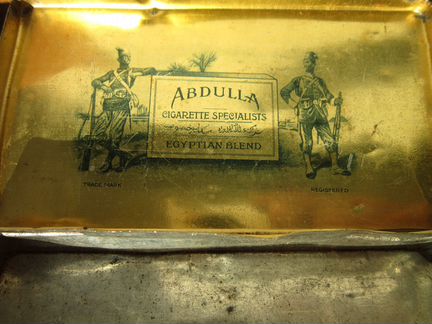 ABDULLA
CIGARETTE SPECIALISTS
EGYPTIAN BLEND
TRADE MARK
REGISTERED